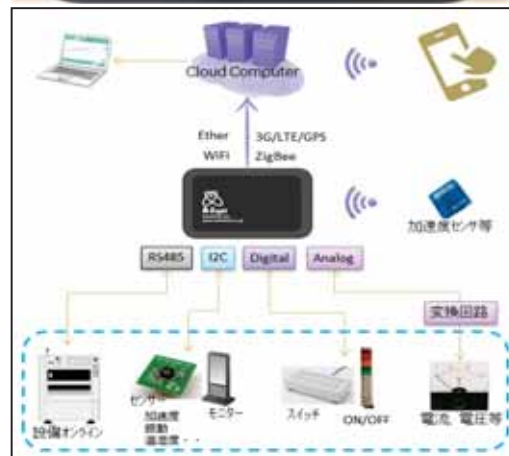 Cloud Computer
Ether 3G/LTE/GPS
WiFi ZigBee
加速度センサ等
RS485 I2C Digital Analog
変換回路
設備オンライン
センサー
加速度
振動
温湿度・・
モニター
スイッチ
ON/OFF
電流 電圧等